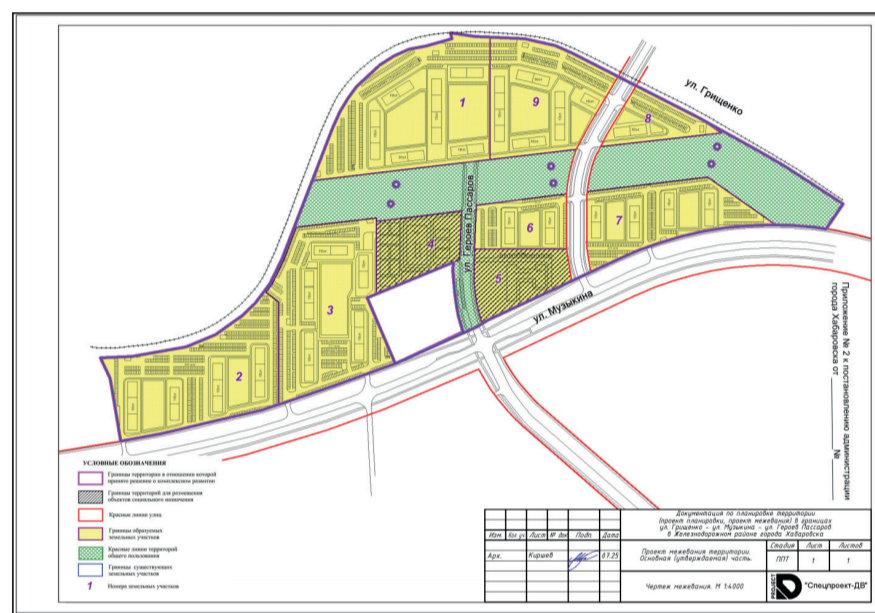 ул. Грищенко
1
9
8
ул. Героев Пассаров
4
6
7
5
3
2
ул. Музыкина
Приложение № 2 к постановлению администрации
города Хабаровска от __________ № __________
УСЛОВНЫЕ ОБОЗНАЧЕНИЯ
Границы территории в отношении которой
принято решение о комплексном развитии
Границы территорий для размещения
объектов социального назначения
Красные линии улиц
Границы образуемых
земельных участков
Красные линии территорий
общего пользования
Границы существующих
земельных участков
1 Номера земельных участков
Документация по планировке территории
(проект планировки, проект межевания) в границах
ул. Грищенко - ул. Музыкина - ул. Героев Пассаров
в Железнодорожном районе города Хабаровска
Изм. Кол.уч. Лист № док Подп. Дата
Арх. Киршев 07.25
Проект межевания территории.
Основная (утверждаемая) часть.
Стадия Лист Листов
ППТ 1 1
Чертеж межевания. М 1:4000
PROJECT "Спецпроект-ДВ"